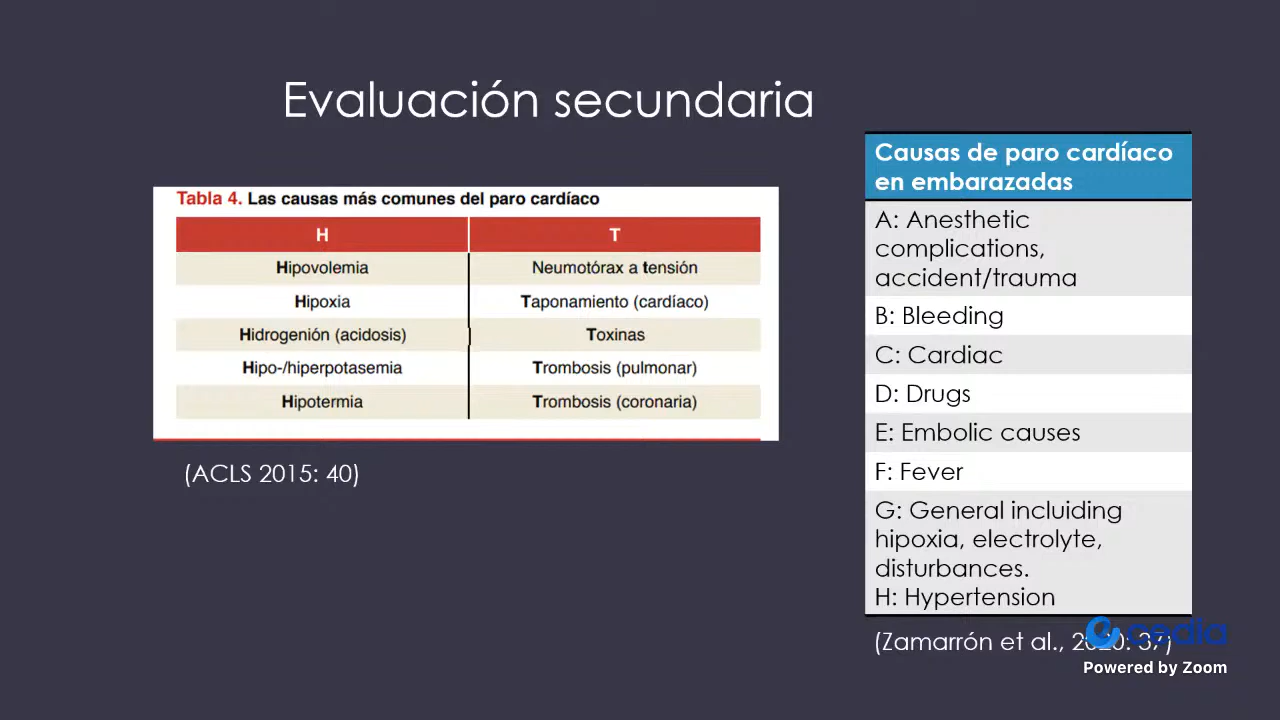 Evaluación secundaria
Tabla 4. Las causas más comunes del paro cardíaco
H T
Hipovolemia Neumotórax a tensión
Hipoxia Taponamiento (cardíaco)
Hidrogenión (acidosis) Toxinas
Hipo-/hiperpotasemia Trombosis (pulmonar)
Hipotermia Trombosis (coronaria)
(ACLS 2015: 40)
Causas de paro cardíaco
en embarazadas
A: Anesthetic
complications,
accident/trauma
B: Bleeding
C: Cardiac
D: Drugs
E: Embolic causes
F: Fever
G: General incluiding
hipoxia, electrolyte,
disturbances.
H: Hypertension
(Zamarrón et al., 2020: 37)
cedia
Powered by Zoom